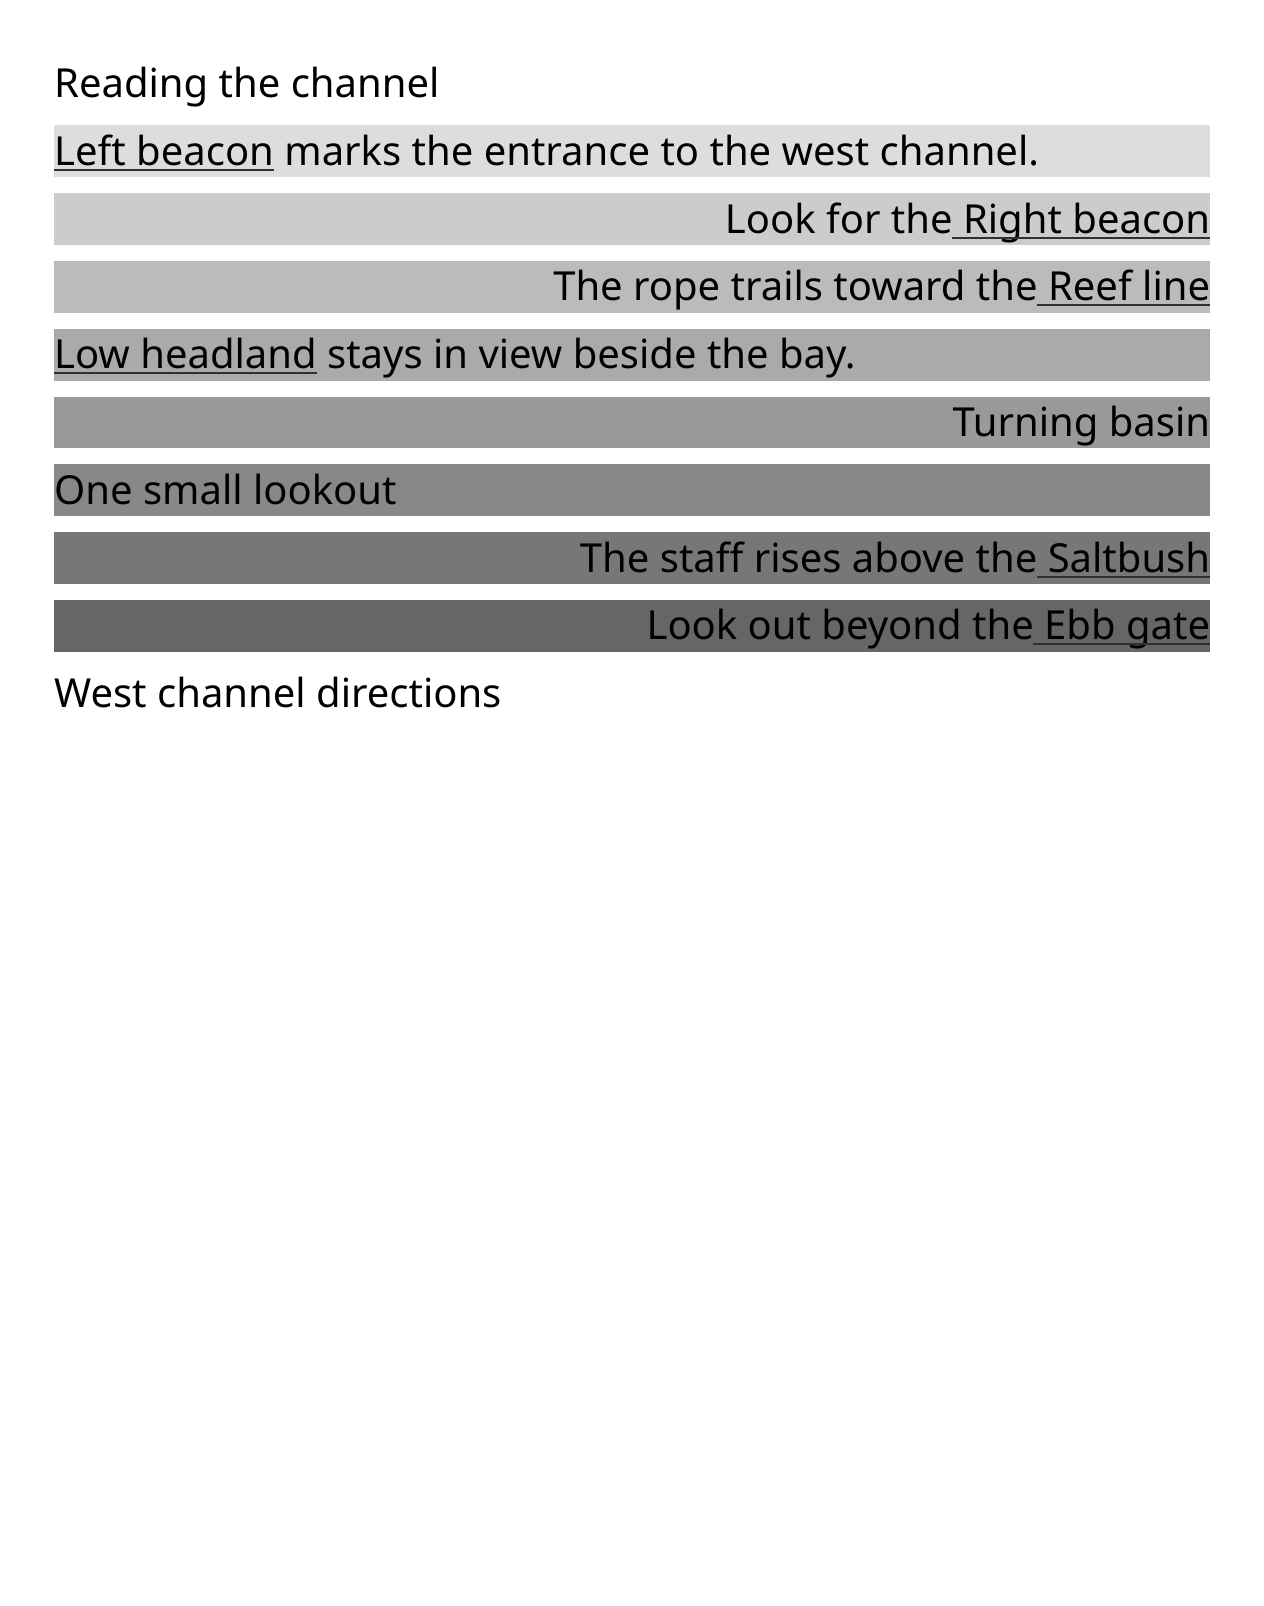 Reading the channel
Left beacon marks the entrance to the west channel.
Look for the Right beacon
The rope trails toward the Reef line
Low headland stays in view beside the bay.
Turning basin
One small lookout
The staff rises above the Saltbush
Look out beyond the Ebb gate
West channel directions